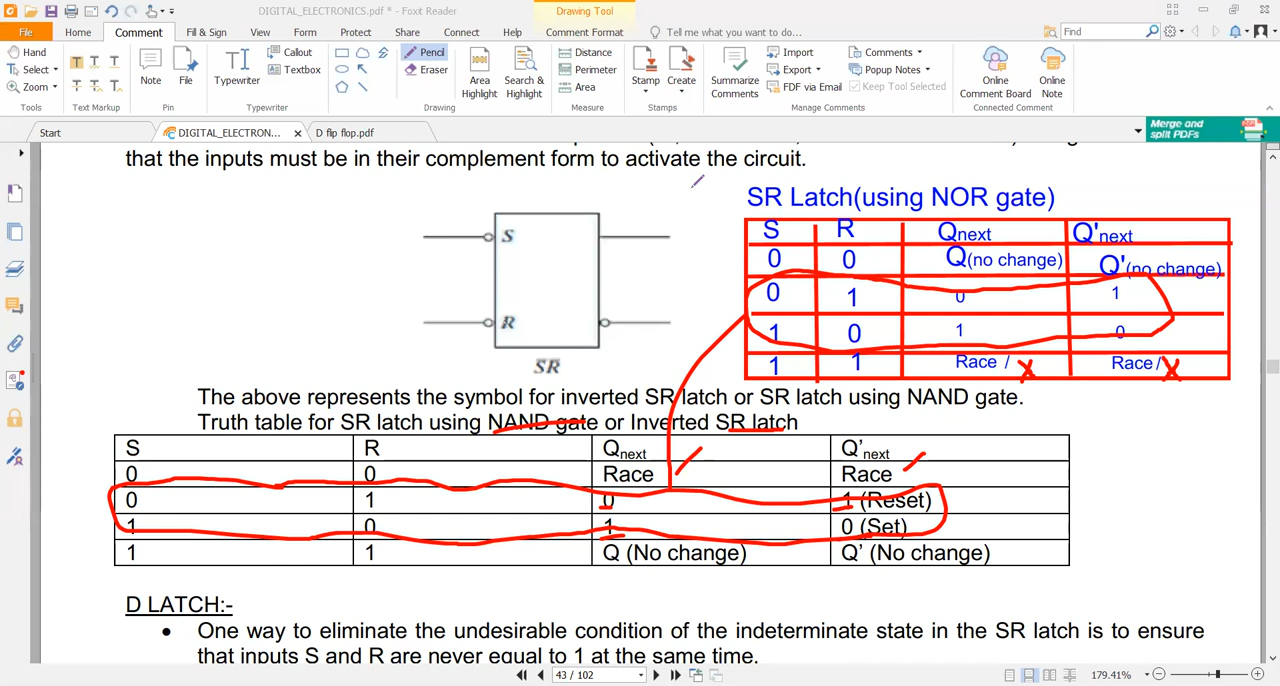 DIGITAL_ELECTRONICS.pdf * - Foxit Reader
Drawing Tool
File Home Comment Fill & Sign View Form Protect Share Connect Help Comment Format Tell me what you want to do... Find
Hand
Select
Zoom
Tools
T T T
T T T
Text Markup
Note
File
Pin
Typewriter
Callout
Textbox
Typewriter
Pencil
Eraser
Drawing
Area
Highlight
Search &
Highlight
Distance
Perimeter
Area
Measure
Stamp
Create
Stamps
Summarize
Comments
Import
Export
FDF via Email
Comments
Popup Notes
Keep Tool Selected
Manage Comments
Online
Comment Board
Online
Note
Connected Comment
Start
DIGITAL_ELECTRON...
D flp flop.pdf
Merge and
split PDFs
that the inputs must be in their complement form to activate the circuit.
S
R
SR
SR Latch(using NOR gate)
S R Qnext Q'next
0 0 Q(no change) Q'(no change)
0 1 0 1
1 0 1 0
1 1 Race / X Race/ X
The above represents the symbol for inverted SR latch or SR latch using NAND gate.
Truth table for SR latch using NAND gate or Inverted SR latch
S R Qnext Q’next
0 0 Race Race
0 1 0 1 (Reset)
1 0 1 0 (Set)
1 1 Q (No change) Q’ (No change)
D LATCH:-
• One way to eliminate the undesirable condition of the indeterminate state in the SR latch is to ensure
that inputs S and R are never equal to 1 at the same time.
43 / 102
179.41%